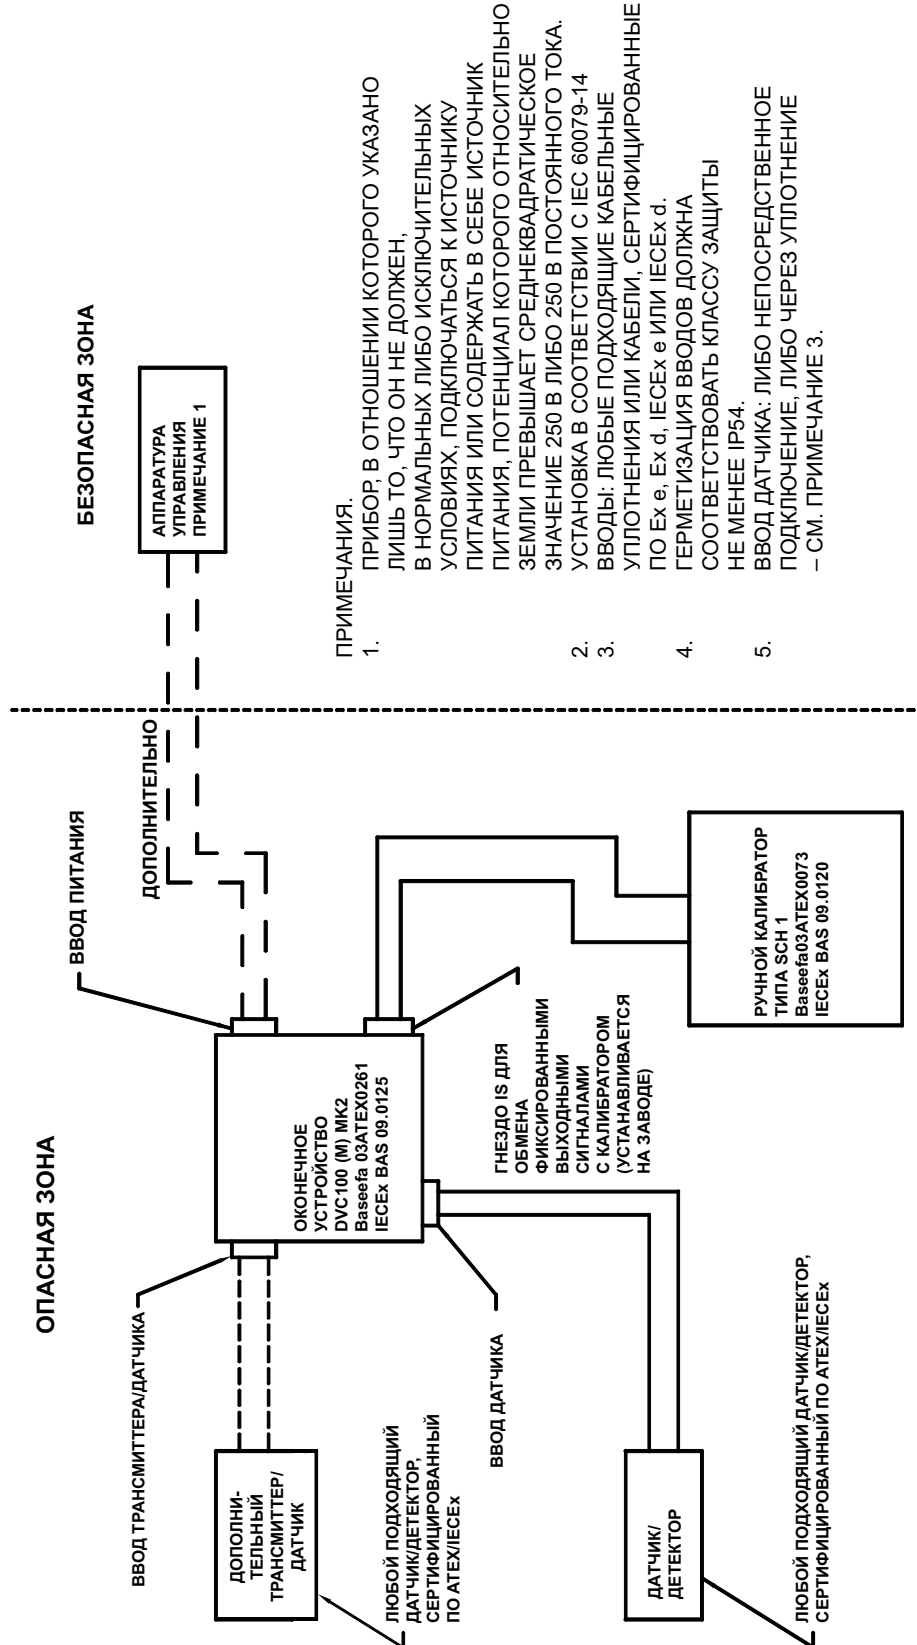 ОПАСНАЯ ЗОНА
БЕЗОПАСНАЯ ЗОНА
ВВОД ТРАНСМИТТЕРА/ДАТЧИКА
ВВОД ПИТАНИЯ
ДОПОЛНИТЕЛЬНО
АППАРАТУРА
УПРАВЛЕНИЯ
ПРИМЕЧАНИЕ 1
ДОПОЛНИ-
ТЕЛЬНЫЙ
ТРАНСМИТТЕР/
ДАТЧИК
ОКОНЕЧНОЕ
УСТРОЙСТВО
DVC100 (M) MK2
Baseefa 03ATEX0261
IECEx BAS 09.0125
ЛЮБОЙ ПОДХОДЯЩИЙ
ДАТЧИК/ДЕТЕКТОР,
СЕРТИФИЦИРОВАННЫЙ
ПО ATEX/IECEx
ВВОД ДАТЧИКА
ГНЕЗДО IS ДЛЯ
ОБМЕНА
ФИКСИРОВАННЫМИ
ВЫХОДНЫМИ
СИГНАЛАМИ
С КАЛИБРАТОРОМ
(УСТАНАВЛИВАЕТСЯ
НА ЗАВОДЕ)
ДАТЧИК/
ДЕТЕКТОР
ЛЮБОЙ ПОДХОДЯЩИЙ ДАТЧИК/ДЕТЕКТОР,
СЕРТИФИЦИРОВАННЫЙ ПО ATEX/IECEx
РУЧНОЙ КАЛИБРАТОР
ТИПА SCH 1
Baseefa03ATEX0073
IECEx BAS 09.0120
ПРИМЕЧАНИЯ.
1. ПРИБОР, В ОТНОШЕНИИ КОТОРОГО УКАЗАНО
ЛИШЬ ТО, ЧТО ОН НЕ ДОЛЖЕН,
В НОРМАЛЬНЫХ ЛИБО ИСКЛЮЧИТЕЛЬНЫХ
УСЛОВИЯХ, ПОДКЛЮЧАТЬСЯ К ИСТОЧНИКУ
ПИТАНИЯ ИЛИ СОДЕРЖАТЬ В СЕБЕ ИСТОЧНИК
ПИТАНИЯ, ПОТЕНЦИАЛ КОТОРОГО ОТНОСИТЕЛЬНО
ЗЕМЛИ ПРЕВЫШАЕТ СРЕДНЕКВАДРАТИЧЕСКОЕ
ЗНАЧЕНИЕ 250 В ЛИБО 250 В ПОСТОЯННОГО ТОКА.
2. УСТАНОВКА В СООТВЕТСТВИИ С IEC 60079-14
3. ВВОДЫ: ЛЮБЫЕ ПОДХОДЯЩИЕ КАБЕЛЬНЫЕ
УПЛОТНЕНИЯ ИЛИ КАБЕЛИ, СЕРТИФИЦИРОВАННЫЕ
ПО Ex e, Ex d, IECEx e ИЛИ IECEx d.
4. ГЕРМЕТИЗАЦИЯ ВВОДОВ ДОЛЖНА
СООТВЕТСТВОВАТЬ КЛАССУ ЗАЩИТЫ
НЕ МЕНЕЕ IP54.
5. ВВОД ДАТЧИКА: ЛИБО НЕПОСРЕДСТВЕННОЕ
ПОДКЛЮЧЕНИЕ, ЛИБО ЧЕРЕЗ УПЛОТНЕНИЕ
– СМ. ПРИМЕЧАНИЕ 3.